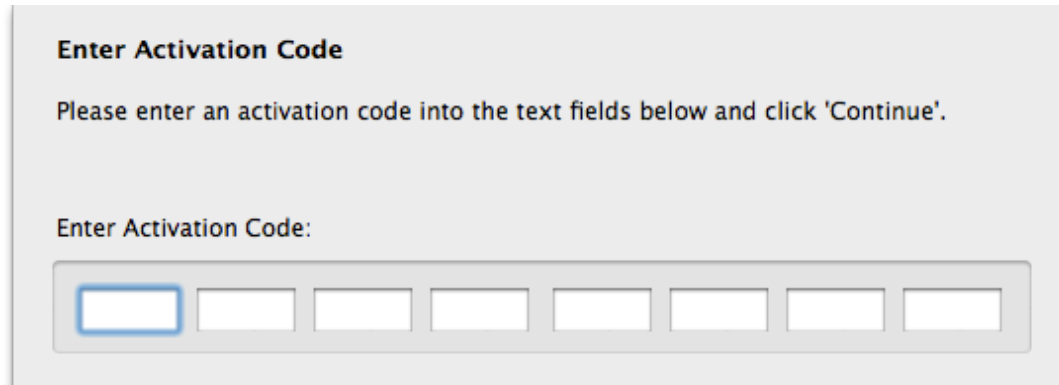 Enter Activation Code
Please enter an activation code into the text fields below and click 'Continue'.
Enter Activation Code: